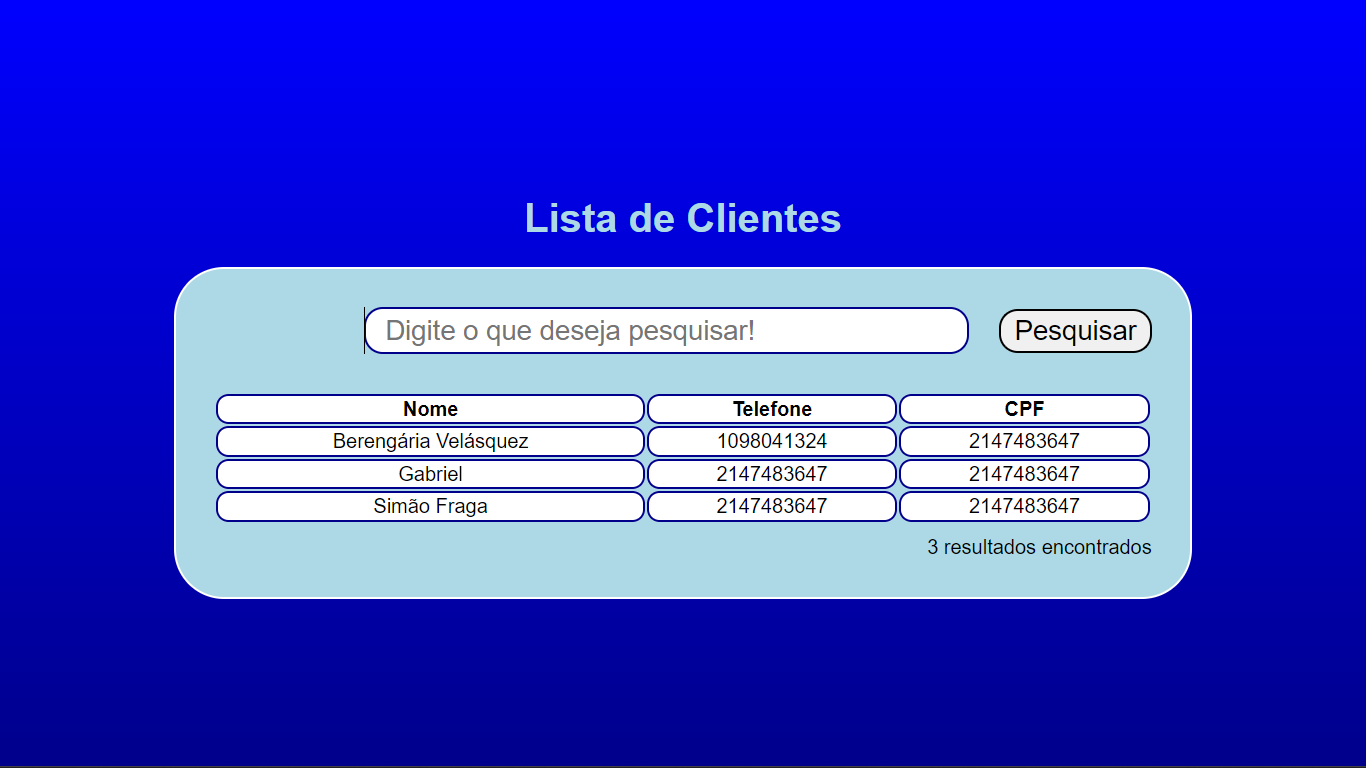 Lista de Clientes
Digite o que deseja pesquisar! Pesquisar
Nome Telefone CPF
Berengária Velásquez 1098041324 2147483647
Gabriel 2147483647 2147483647
Simão Fraga 2147483647 2147483647
3 resultados encontrados